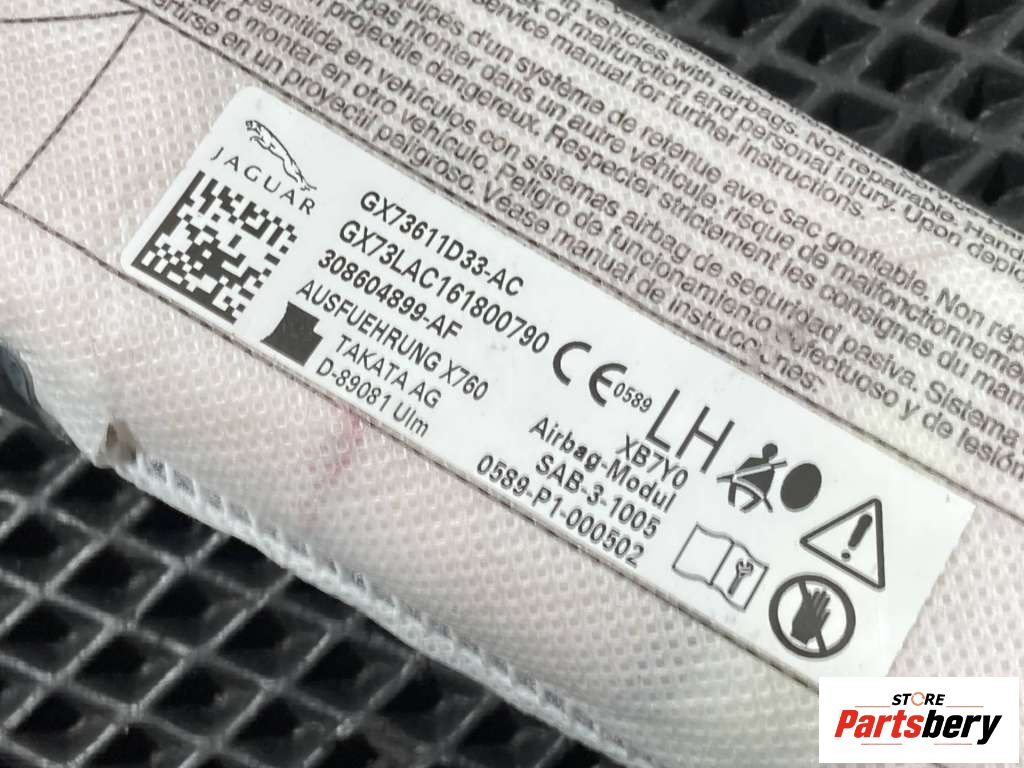 in vehicles with airbags. Not repairable. Hand
of malfunction and personal injury. Upon
service manual for further instructions.
équipés d'un système de retenue avec sac gonflable. Non
pas monter dans un autre véhicule, risque de malfonctionnement
projectile dangereux. Respecter strictement les consignes du
permitida en vehículos con sistemas airbag de seguridad pasiva. Sistema
o montar en otro vehículo. Peligro de funcionamiento defectuoso y de lesión
en un proyectil peligroso. Véase manual de instrucciones.
JAGUAR
GX73611D33-AC
GX73LAC161800790
308604899-AF
AUSFUEHRUNG X760
TAKATA AG
D-89081 Ulm
CE 0589
LH
XB7Y0
Airbag-Modul
SAB-3-1005
0589-P1-000502
STORE
Partsbery